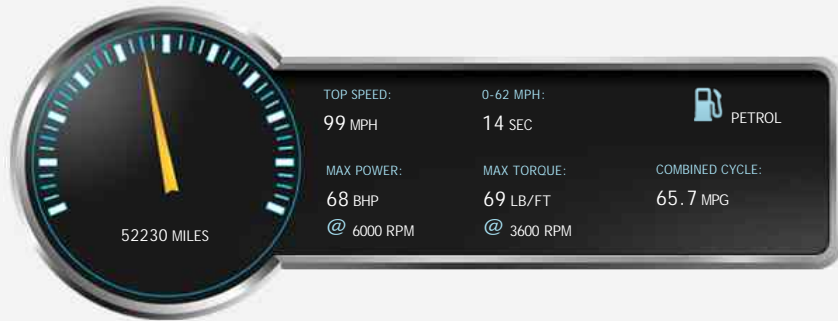 TOP SPEED:
99 MPH
0-62 MPH:
14 SEC
PETROL
MAX POWER:
68 BHP
@ 6000 RPM
MAX TORQUE:
69 LB/FT
@ 3600 RPM
COMBINED CYCLE:
65.7 MPG
52230 MILES